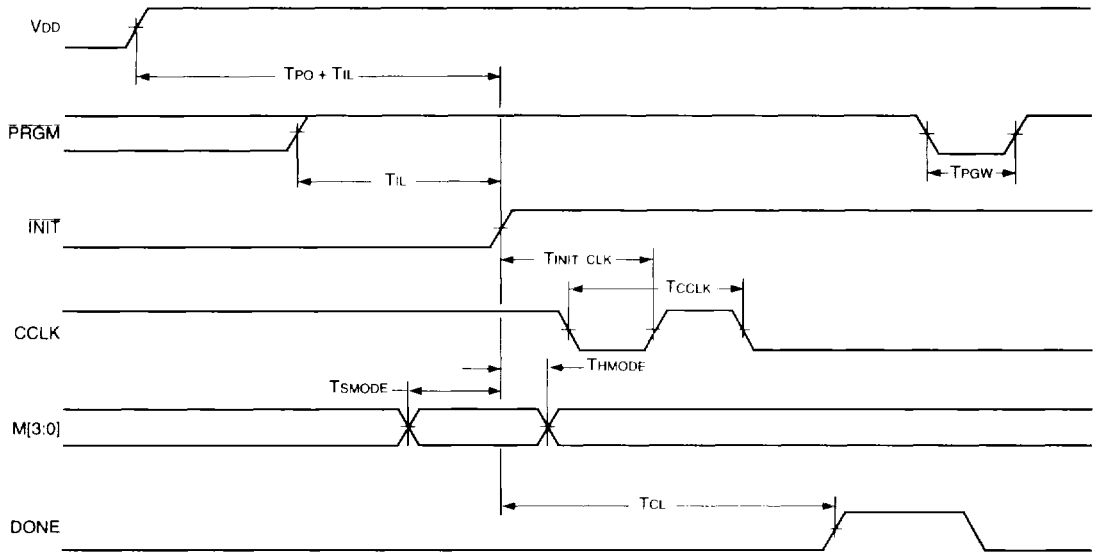 VDD
TPO + TIL
PRGM
TIL
TPGW
INIT
TINIT CLK
TCCLK
CCLK
THMODE
TSMODE
M[3:0]
TCL
DONE